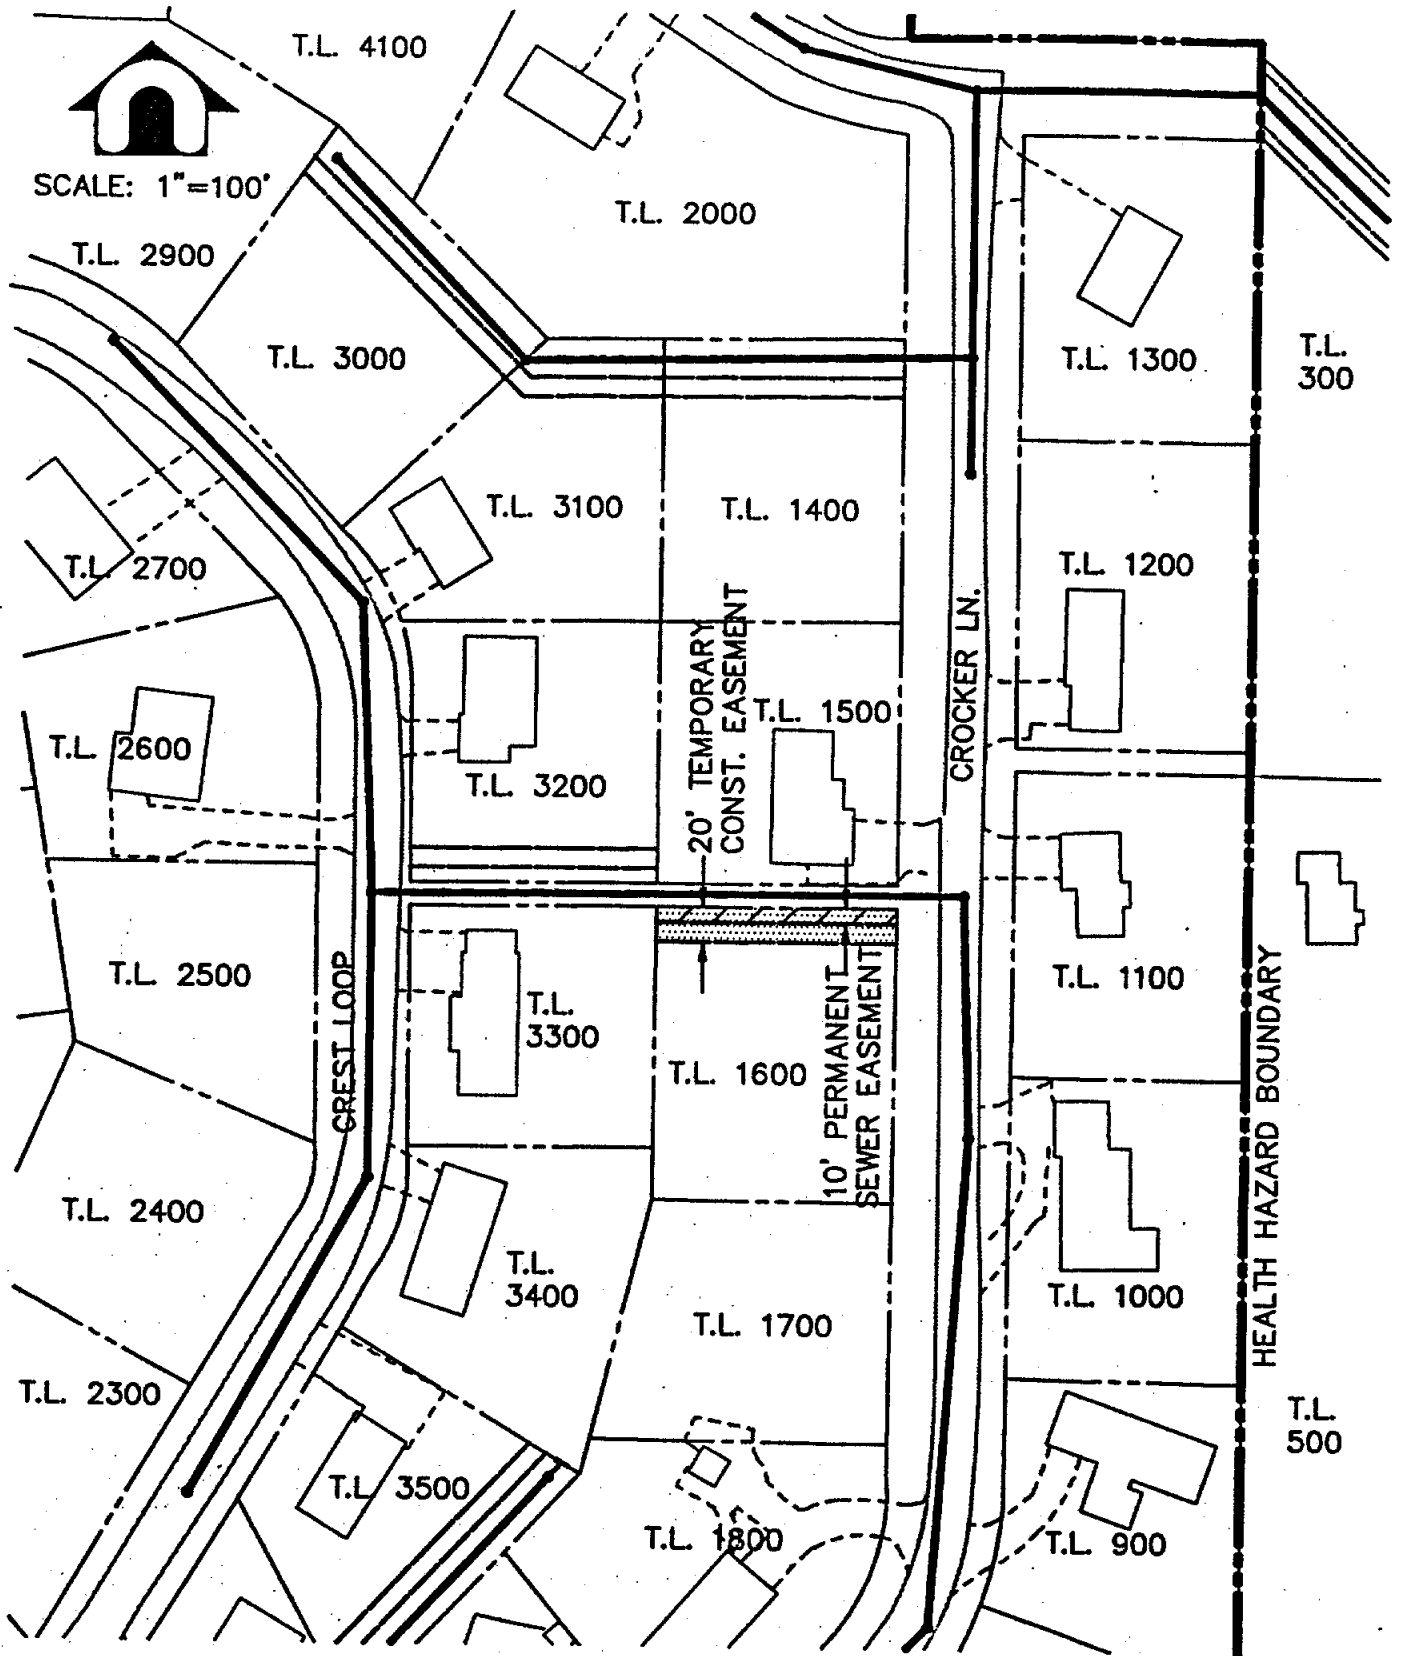 T.L. 4100
SCALE: 1"=100'
T.L. 2000
T.L. 2900
T.L. 3000
T.L. 1300
T.L.
300
T.L. 3100
T.L. 1400
T.L. 2700
T.L. 1200
20' TEMPORARY
CONST. EASEMENT
CROCKER LN.
T.L. 1500
T.L. 2600
T.L. 3200
T.L. 2500
CREST LOOP
T.L.
3300
T.L. 1100
T.L. 1600
10' PERMANENT
SEWER EASEMENT
HEALTH HAZARD BOUNDARY
T.L. 2400
T.L.
3400
T.L. 1000
T.L. 1700
T.L. 2300
T.L.
500
T.L. 3500
T.L. 1800
T.L. 900